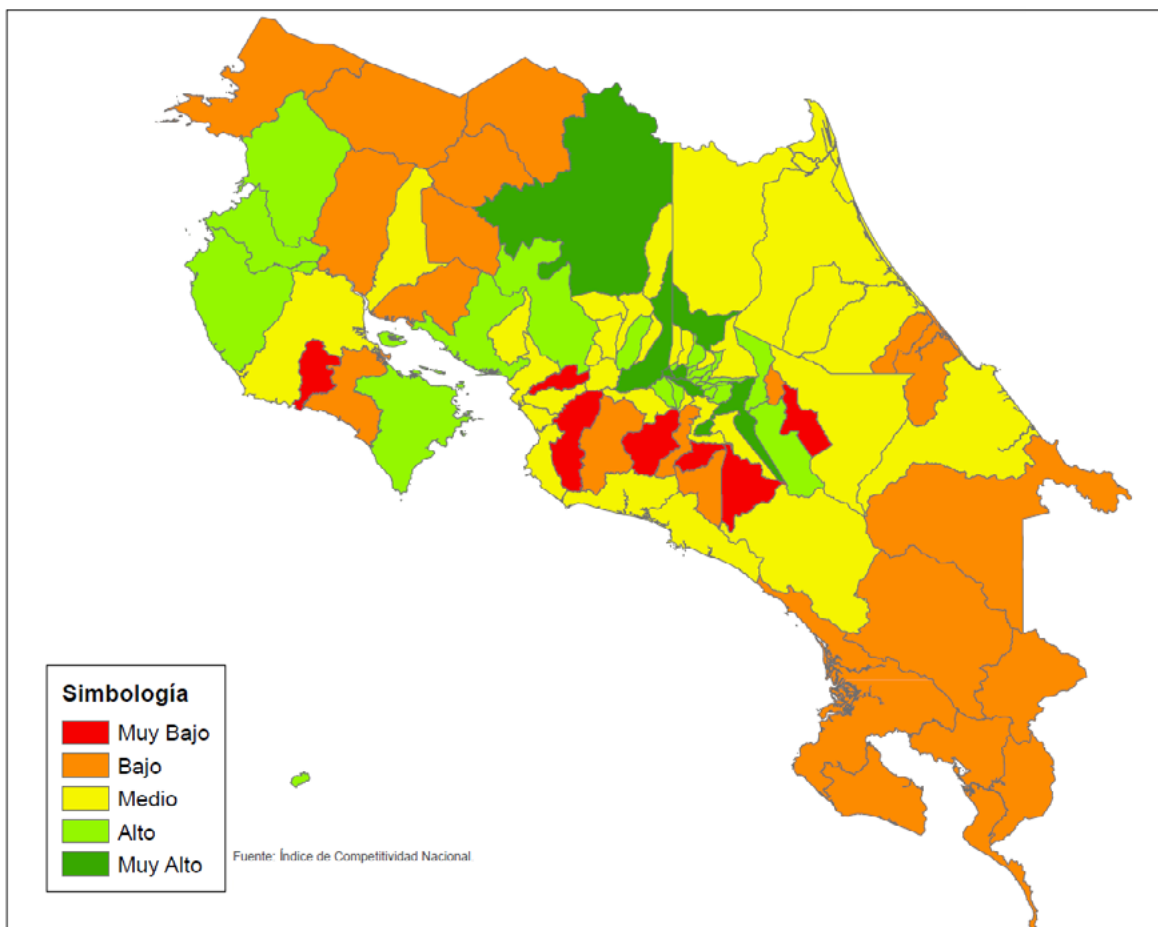 Simbología
Muy Bajo
Bajo
Medio
Alto
Muy Alto
Fuente: Índice de Competitividad Nacional.